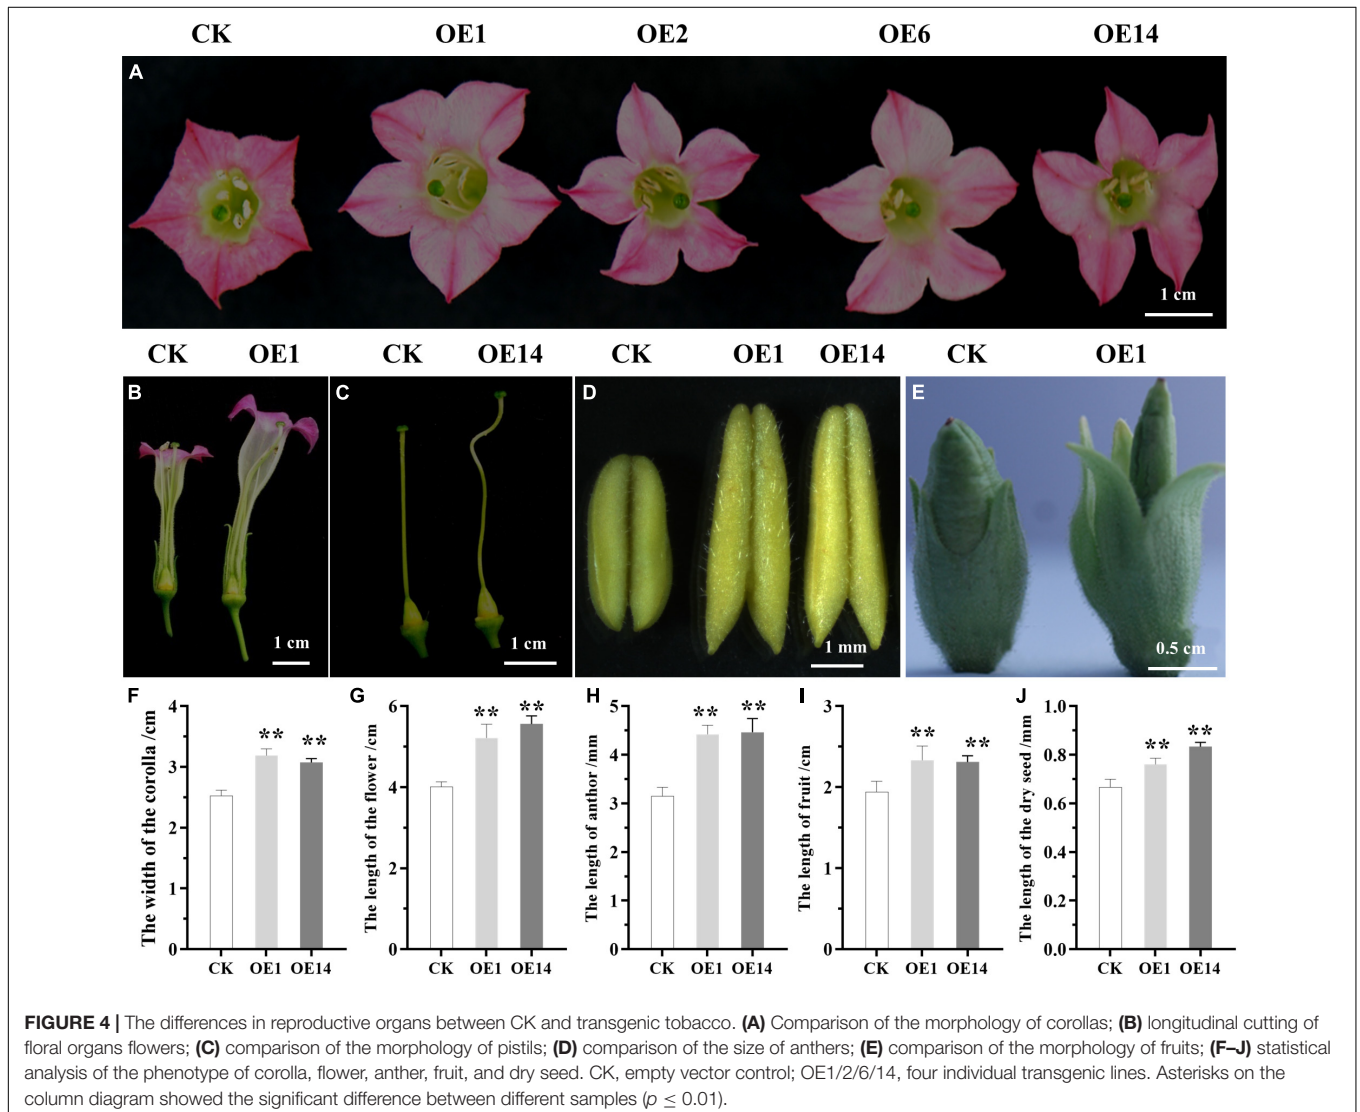 CK OE1 OE2 OE6 OE14
A
1 cm
CK OE1 CK OE14 CK OE1 OE14 CK OE1
B C D E
1 cm 1 cm 1 mm 0.5 cm
F
The width of the corolla /cm
4
3
2
1
0
** **
CK OE1 OE14
G
The length of the flower /cm
6
4
2
0
** **
CK OE1 OE14
H
The length of anthor /mm
5
4
3
2
1
0
** **
CK OE1 OE14
I
The length of fruit /cm
3
2
1
0
** **
CK OE1 OE14
J
The length of the dry seed /mm
1.0
0.8
0.6
0.4
0.2
0.0
** **
CK OE1 OE14
FIGURE 4 | The differences in reproductive organs between CK and transgenic tobacco. (A) Comparison of the morphology of corollas; (B) longitudinal cutting of
floral organs flowers; (C) comparison of the morphology of pistils; (D) comparison of the size of anthers; (E) comparison of the morphology of fruits; (F–J) statistical
analysis of the phenotype of corolla, flower, anther, fruit, and dry seed. CK, empty vector control; OE1/2/6/14, four individual transgenic lines. Asterisks on the
column diagram showed the significant difference between different samples (p ≤ 0.01).